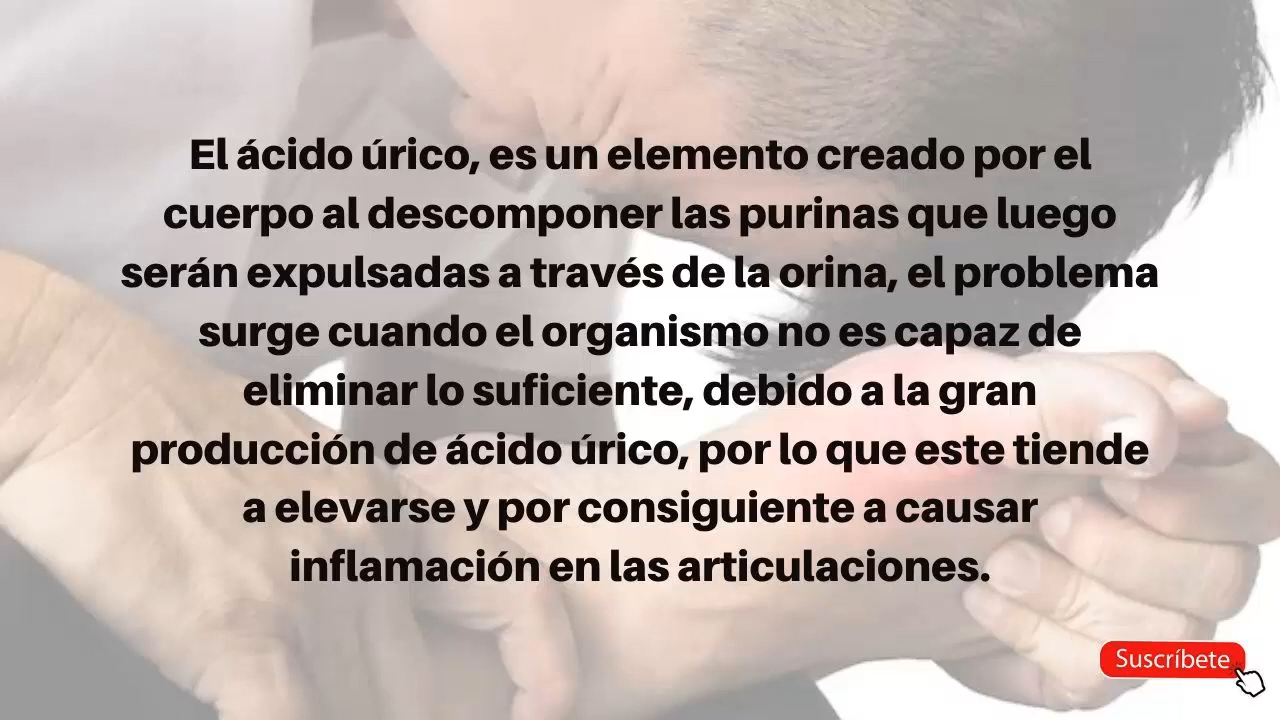 El ácido úrico, es un elemento creado por el
cuerpo al descomponer las purinas que luego
serán expulsadas a través de la orina, el problema
surge cuando el organismo no es capaz de
eliminar lo suficiente, debido a la gran
producción de ácido úrico, por lo que este tiende
a elevarse y por consiguiente a causar
inflamación en las articulaciones.
Suscríbete